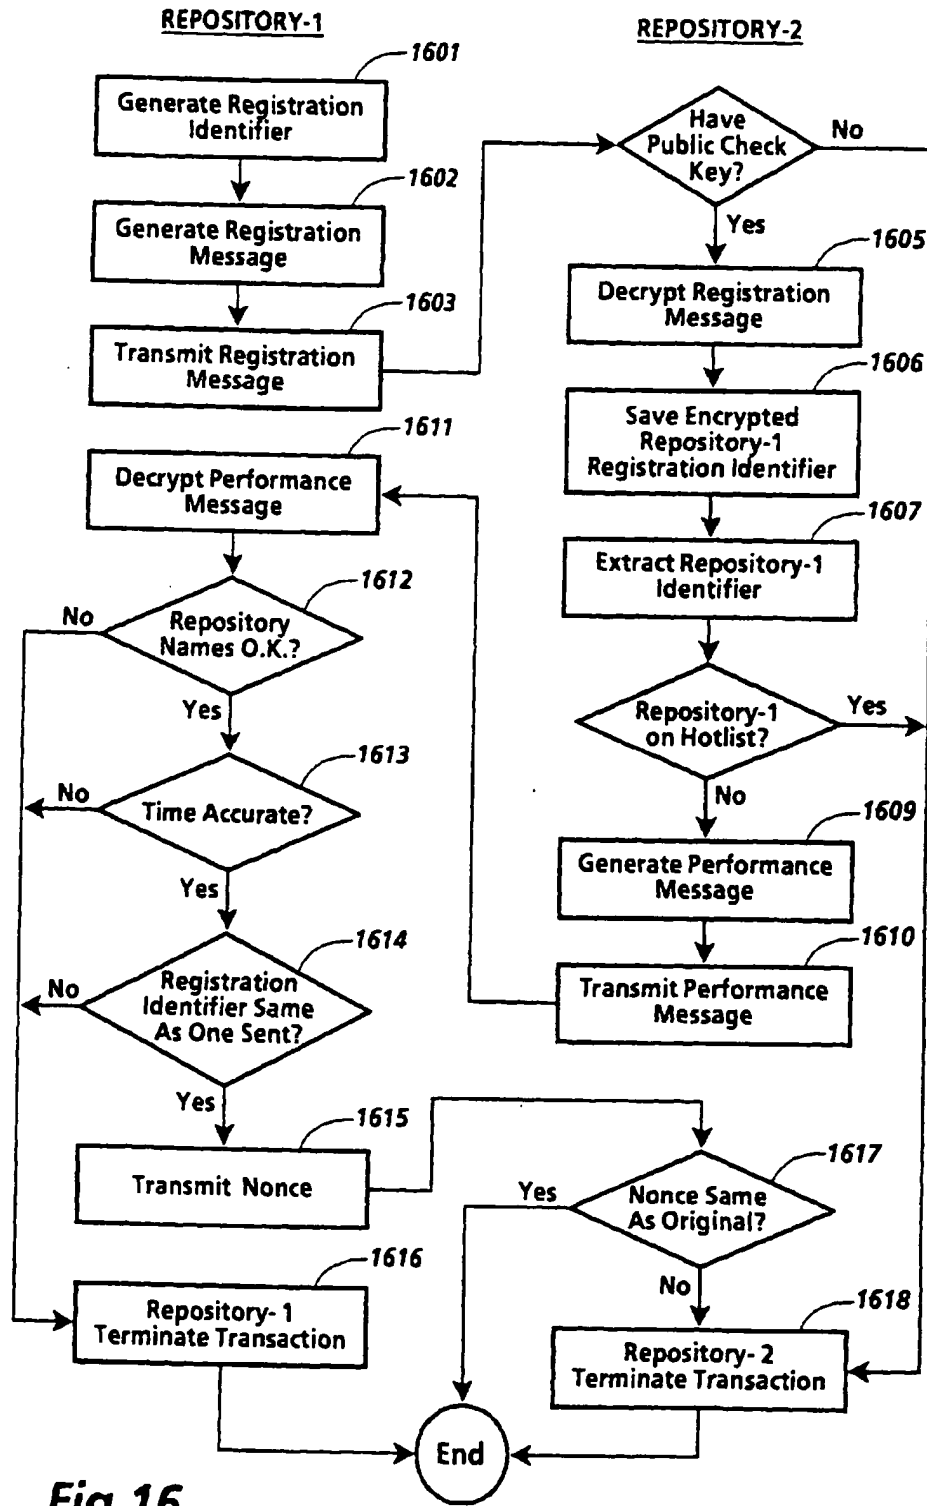 REPOSITORY-1
1601
Generate Registration
Identifier
1602
Generate Registration
Message
1603
Transmit Registration
Message
1611
Decrypt Performance
Message
1612
Repository
Names O.K.?
No
Yes
1613
Time Accurate?
No
Yes
1614
Registration
Identifier Same
As One Sent?
No
Yes
1615
Transmit Nonce
1616
Repository- 1
Terminate Transaction
REPOSITORY-2
Have
Public Check
Key?
No
Yes
1605
Decrypt Registration
Message
1606
Save Encrypted
Repository-1
Registration Identifier
1607
Extract Repository-1
Identifier
Repository-1
on Hotlist?
Yes
No
1609
Generate Performance
Message
1610
Transmit Performance
Message
1617
Nonce Same
As Original?
Yes
No
1618
Repository- 2
Terminate Transaction
End
Fig.16